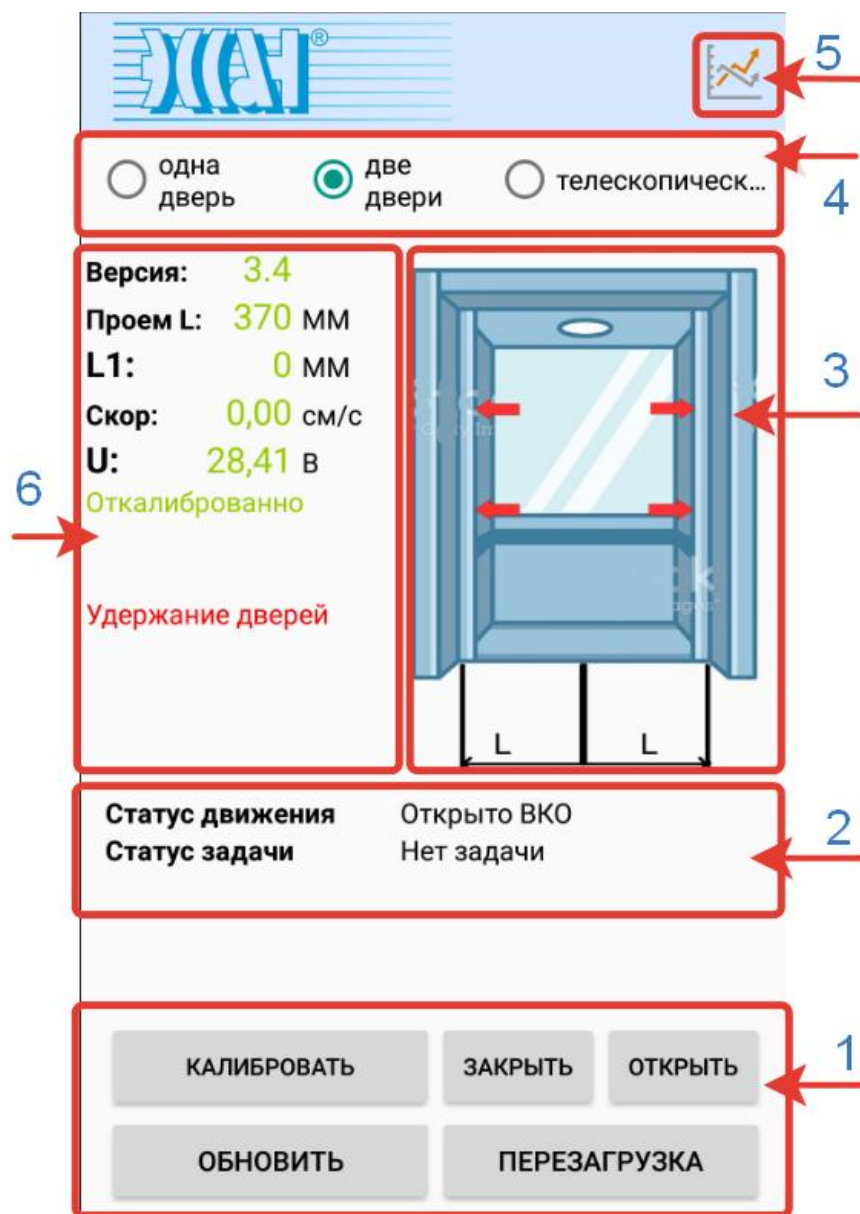 ЭКСАН®
5
одна
дверь
две
двери
телескопическ...
4
Версия: 3.4
Проем L: 370 ММ
L1: 0 ММ
Скор: 0,00 см/с
U: 28,41 В
Откалиброванно
Удержание дверей
6
3
L L
Статус движения Открыто ВКО
Статус задачи Нет задачи
2
КАЛИБРОВАТЬ ЗАКРЫТЬ ОТКРЫТЬ
1
ОБНОВИТЬ ПЕРЕЗАГРУЗКА